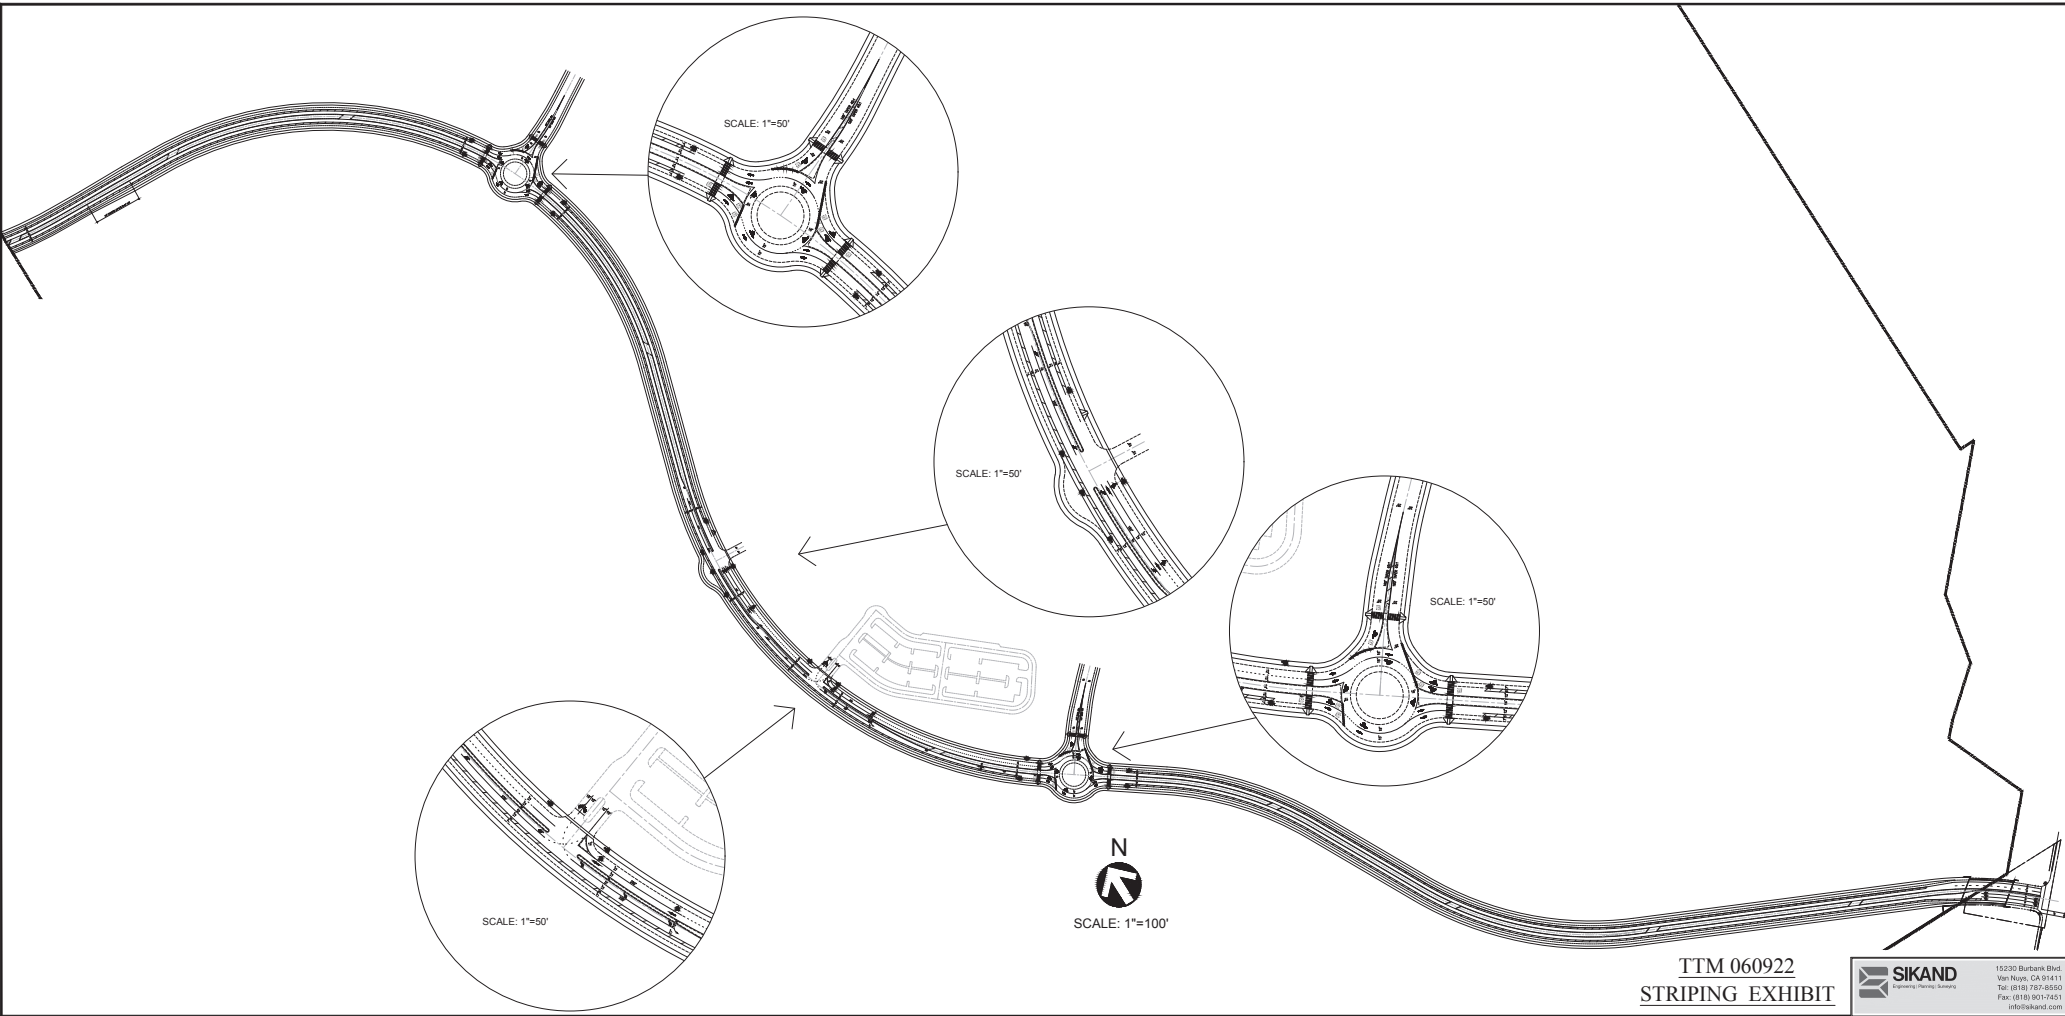 SCALE: 1"=50'
SCALE: 1"=50'
SCALE: 1"=50'
SCALE: 1"=50'
N
SCALE: 1"=100'
TTM 060922
STRIPING EXHIBIT
SIKAND
Engineering | Planning | Surveying
15230 Burbank Blvd.
Van Nuys, CA 91411
Tel: (818) 787-8550
Fax: (818) 901-7451
info@sikand.com